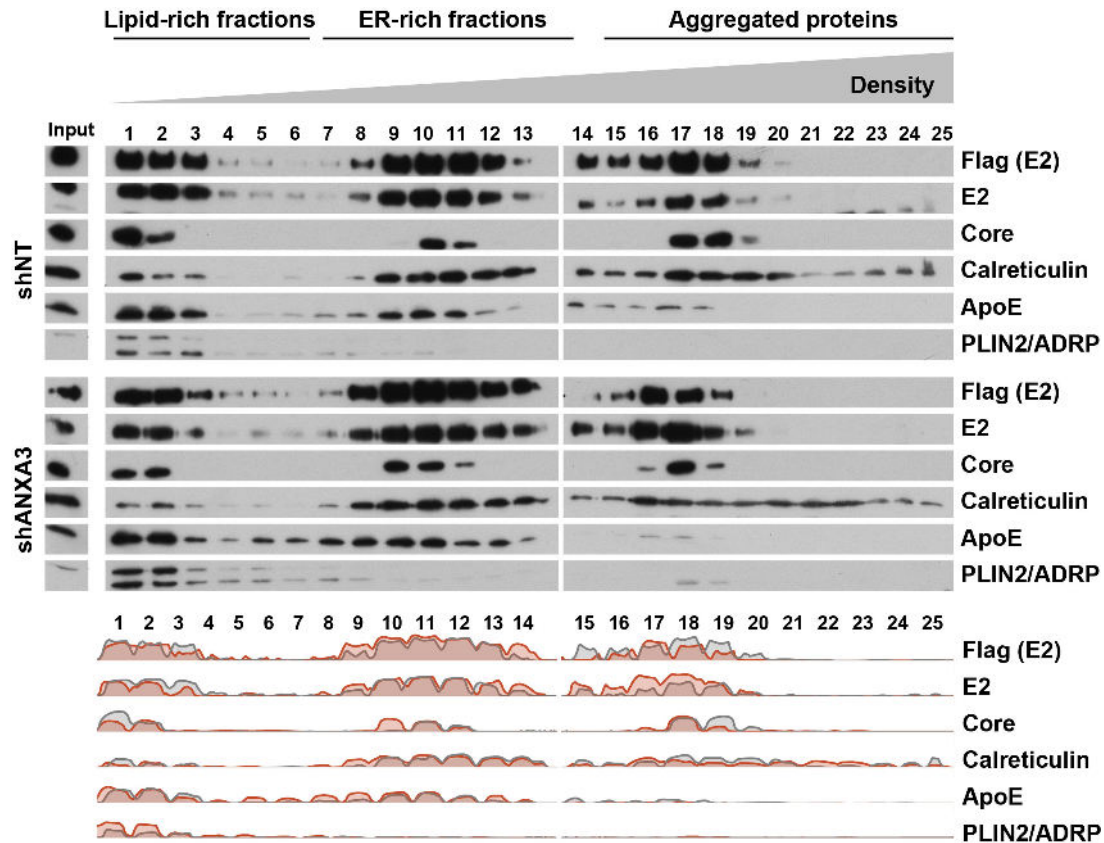 Lipid-rich fractions ER-rich fractions Aggregated proteins
Density
Input 1 2 3 4 5 6 7 8 9 10 11 12 13 14 15 16 17 18 19 20 21 22 23 24 25
shNT
Flag (E2)
E2
Core
Calreticulin
ApoE
PLIN2/ADRP
shANXA3
Flag (E2)
E2
Core
Calreticulin
ApoE
PLIN2/ADRP
1 2 3 4 5 6 7 8 9 10 11 12 13 14 15 16 17 18 19 20 21 22 23 24 25
Flag (E2)
E2
Core
Calreticulin
ApoE
PLIN2/ADRP